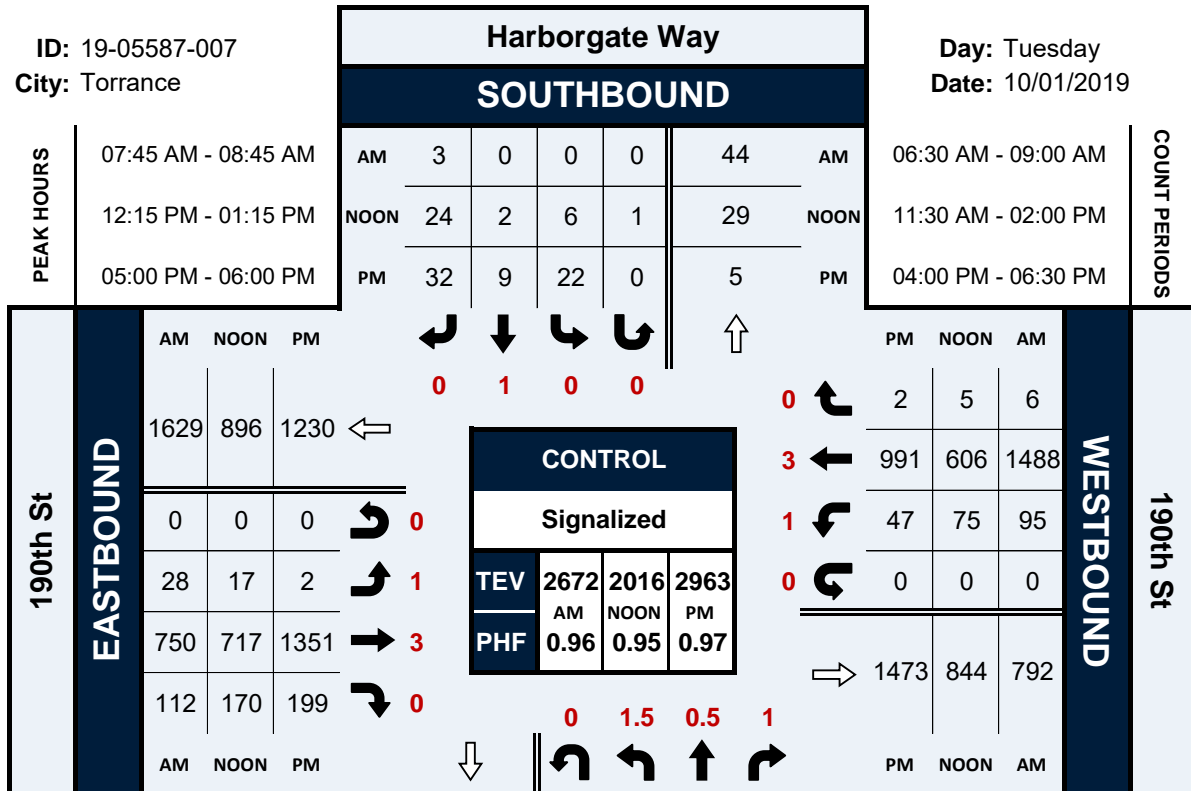 Harborgate Way
ID: 19-05587-007
City: Torrance
Day: Tuesday
Date: 10/01/2019
SOUTHBOUND
PEAK HOURS
07:45 AM - 08:45 AM
12:15 PM - 01:15 PM
05:00 PM - 06:00 PM
AM 3 0 0 0 44 AM
NOON 24 2 6 1 29 NOON
PM 32 9 22 0 5 PM
06:30 AM - 09:00 AM
11:30 AM - 02:00 PM
04:00 PM - 06:30 PM
COUNT PERIODS
0 1 0 0
190th St
EASTBOUND
AM NOON PM
1629 896 1230
0 0 0 0
28 17 2 1
750 717 1351 3
112 170 199 0
AM NOON PM
CONTROL
Signalized
TEV 2672 2016 2963
AM NOON PM
PHF 0.96 0.95 0.97
PM NOON AM
0 2 5 6
3 991 606 1488
1 47 75 95
0 0 0 0
1473 844 792
PM NOON AM
WESTBOUND
190th St
0 1.5 0.5 1